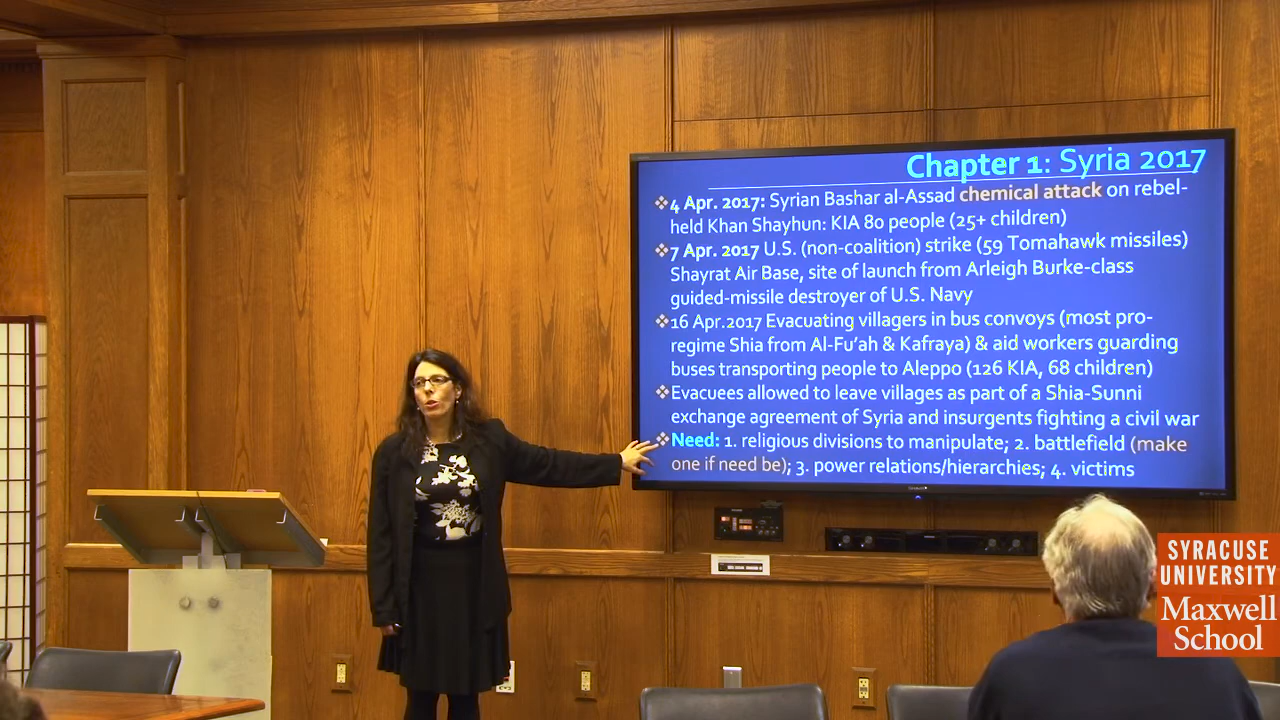 Chapter 1: Syria 2017
❖4 Apr. 2017: Syrian Bashar al-Assad chemical attack on rebel-
held Khan Shayhun: KIA 80 people (25+ children)
❖7 Apr. 2017 U.S. (non-coalition) strike (59 Tomahawk missiles)
Shayrat Air Base, site of launch from Arleigh Burke-class
guided-missile destroyer of U.S. Navy
❖16 Apr.2017 Evacuating villagers in bus convoys (most pro-
regime Shia from Al-Fu'ah & Kafraya) & aid workers guarding
buses transporting people to Aleppo (126 KIA, 68 children)
❖Evacuees allowed to leave villages as part of a Shia-Sunni
exchange agreement of Syria and insurgents fighting a civil war
❖Need: 1. religious divisions to manipulate; 2. battlefield (make
one if need be); 3. power relations/hierarchies; 4. victims
SYRACUSE
UNIVERSITY
Maxwell
School